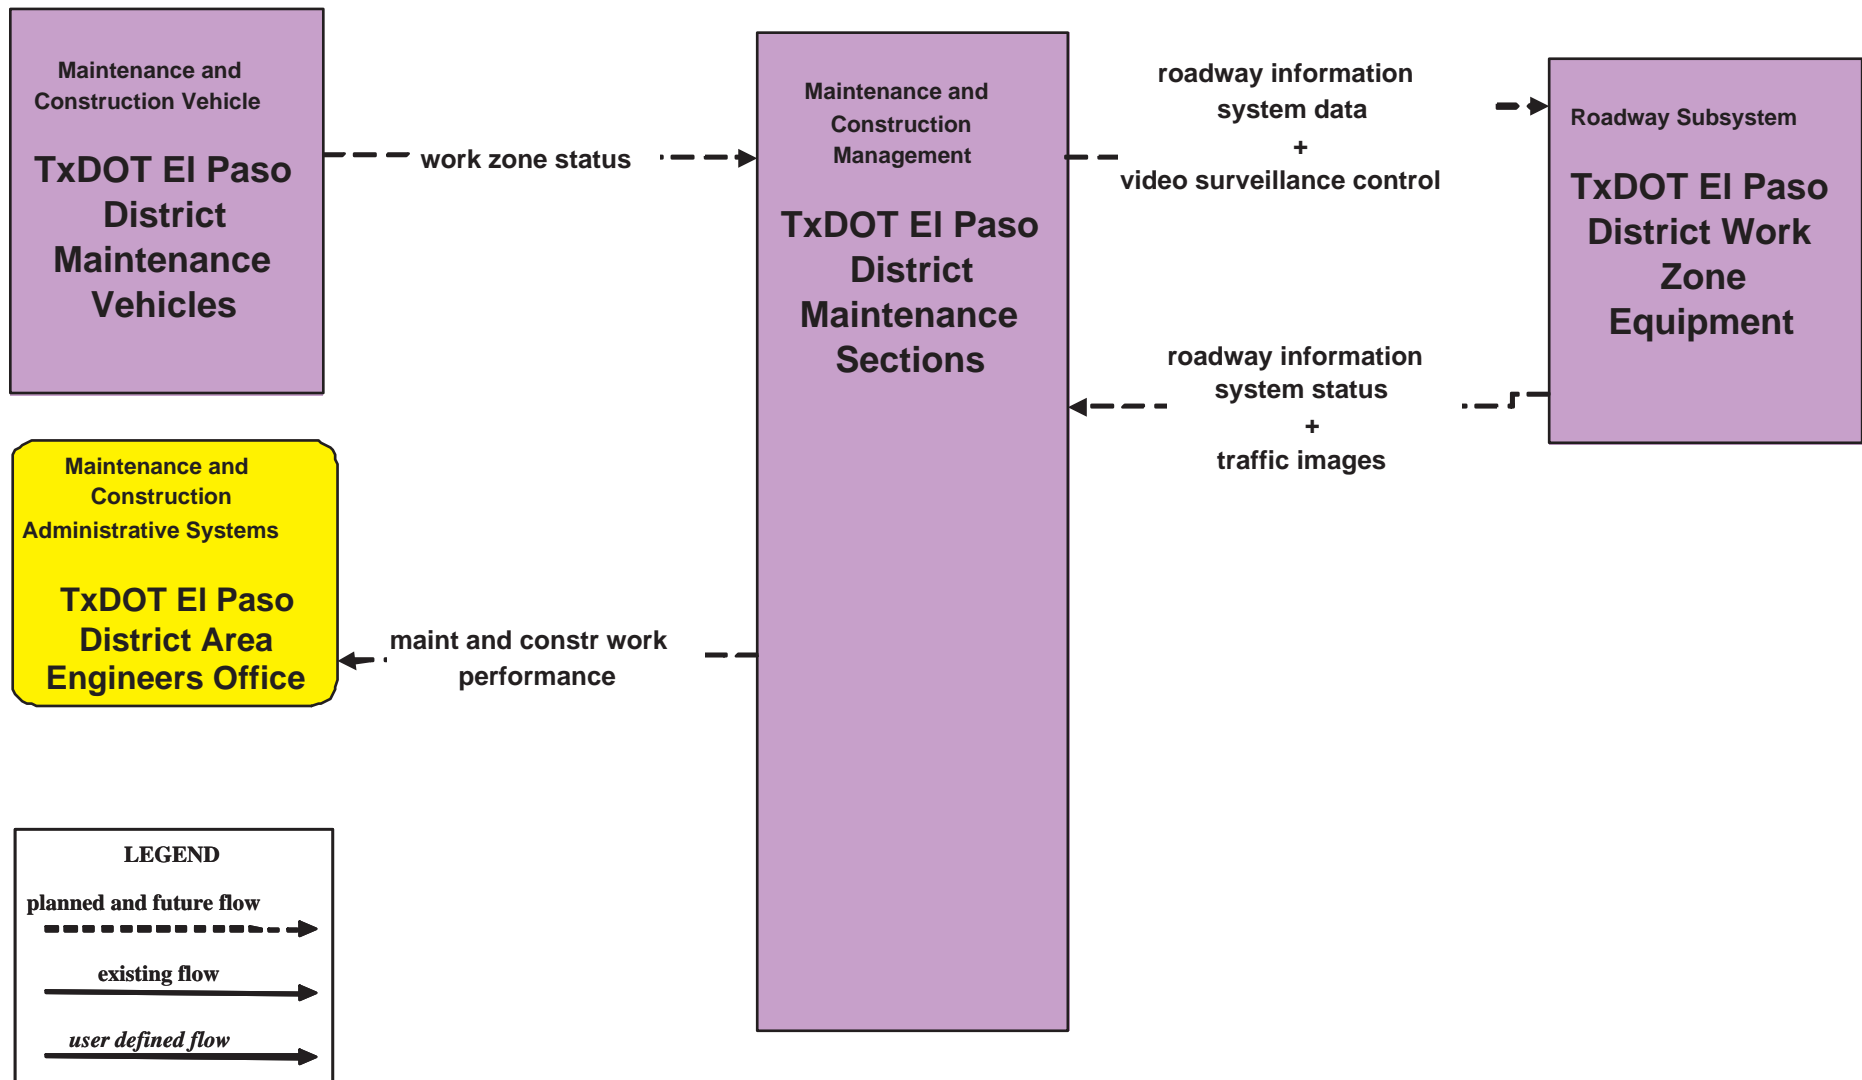 Maintenance and
Construction Vehicle
TxDOT El Paso
District
Maintenance
Vehicles
work zone status
Maintenance and
Construction
Management
TxDOT El Paso
District
Maintenance
Sections
roadway information
system data
+
video surveillance control
Roadway Subsystem
TxDOT El Paso
District Work
Zone
Equipment
roadway information
system status
+
traffic images
Maintenance and
Construction
Administrative Systems
TxDOT El Paso
District Area
Engineers Office
maint and constr work
performance
LEGEND
planned and future flow
existing flow
user defined flow